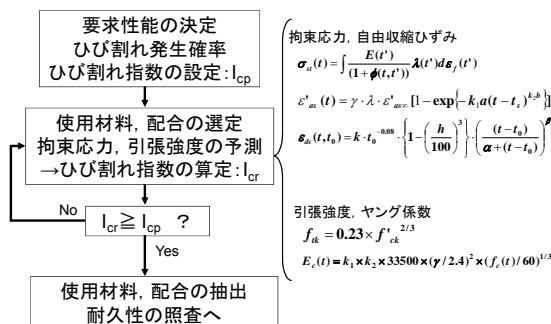 要求性能の決定
ひび割れ発生確率
ひび割れ指数の設定:Icp
使用材料, 配合の選定
拘束応力, 引張強度の予測
→ひび割れ指数の算定:Icr
No
Icr≧ Icp ?
Yes
使用材料, 配合の抽出
耐久性の照査へ
拘束応力, 自由収縮ひずみ
σst(t) = ∫ E(t') / (1+ϕ(t,t')) λ(t')dεf(t')
ε'as (t) = γ・λ・ε'as∞ [1−exp{−k1a(t−ts)^k2b}]
εds(t,t0) = k・t0^−0.08・{1−(h/100)^3}・((t−t0)/(α+(t−t0)))^β
引張強度, ヤング係数
ftk = 0.23× f'ck^2/3
Ec(t) = k1×k2×33500×(γ/2.4)^2×(fc(t)/60)^1/3